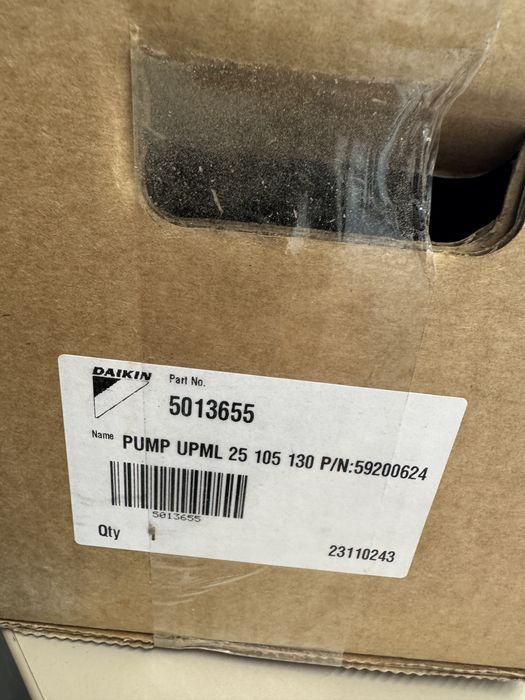 DAIKIN
Part No.
5013655
Name PUMP UPML 25 105 130 P/N:59200624
5013655
Qty 1
23110243